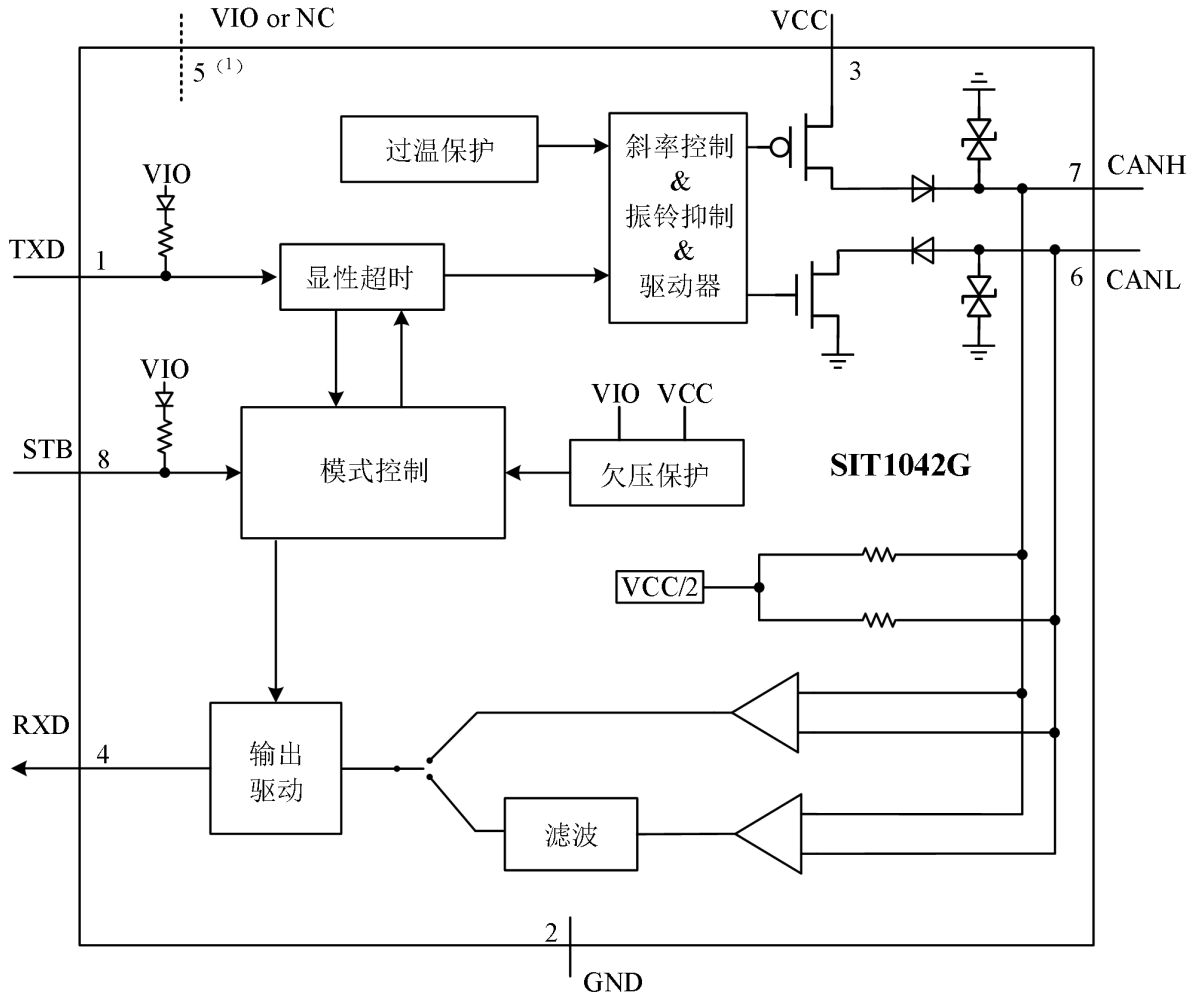 VIO or NC
VCC
5（1）
3
过温保护
斜率控制
&
振铃抑制
&
驱动器
VIO
7
CANH
TXD
1
显性超时
6
CANL
VIO
VIO
VCC
STB
8
模式控制
欠压保护
SIT1042G
VCC/2
RXD
4
输出
驱动
滤波
2
GND